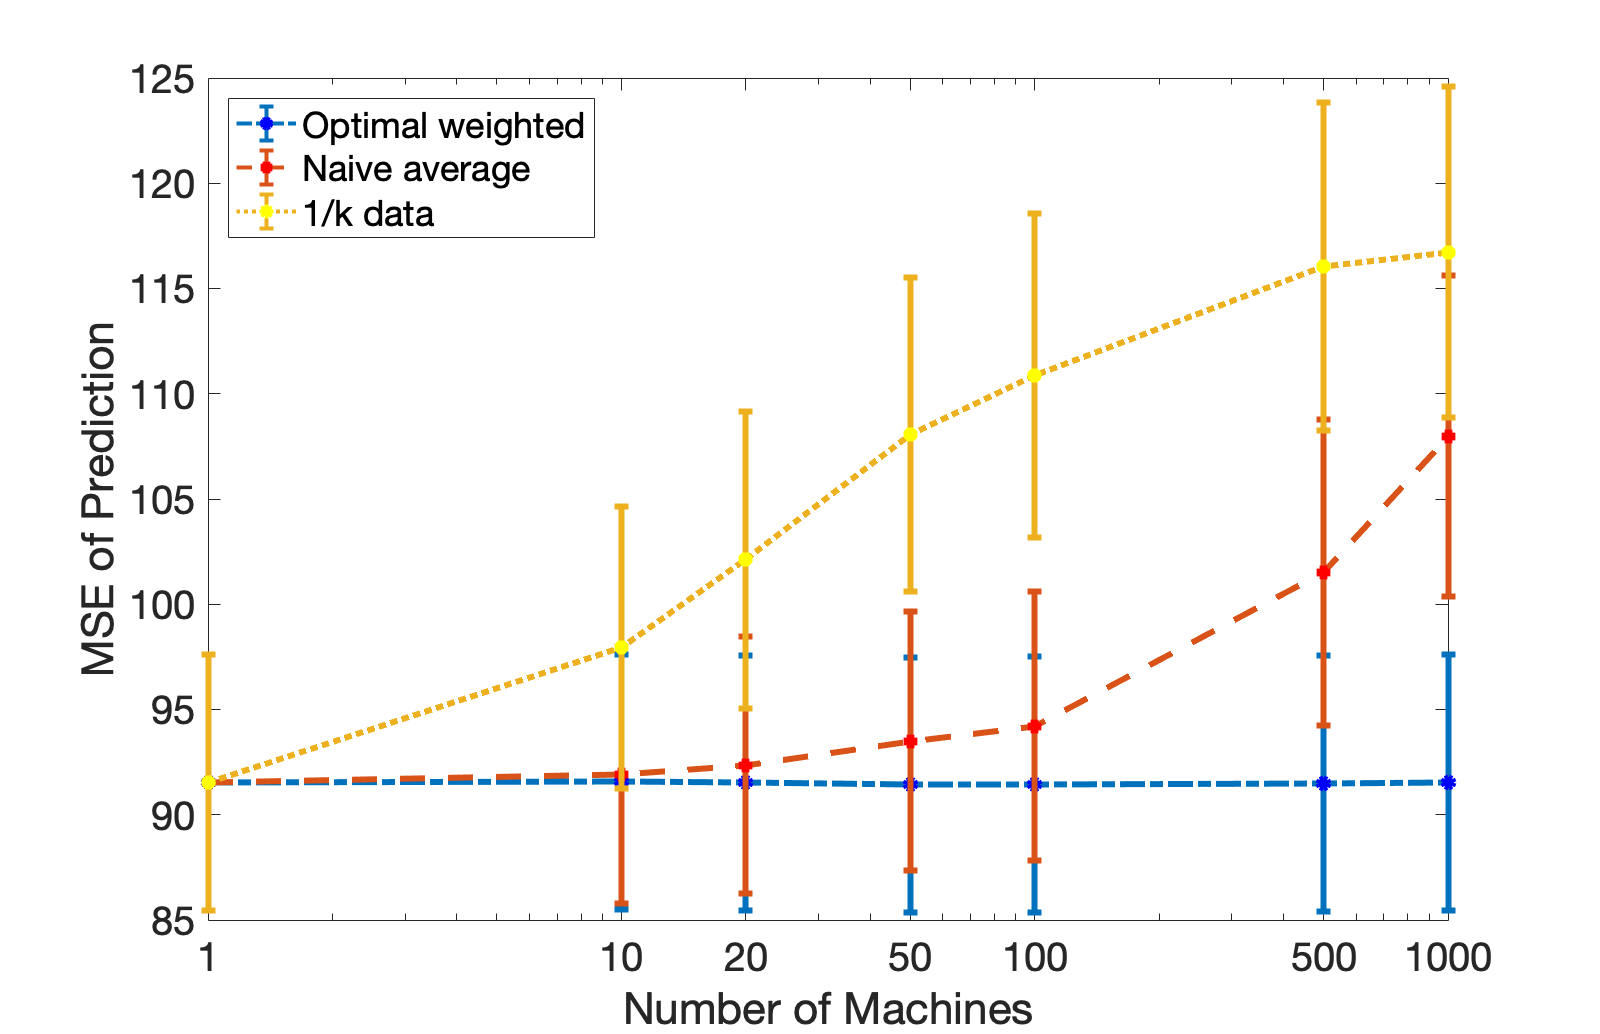 125
120
115
110
105
100
95
90
85
MSE of Prediction
Optimal weighted
Naive average
1/k data
1 10 20 50 100 500 1000
Number of Machines